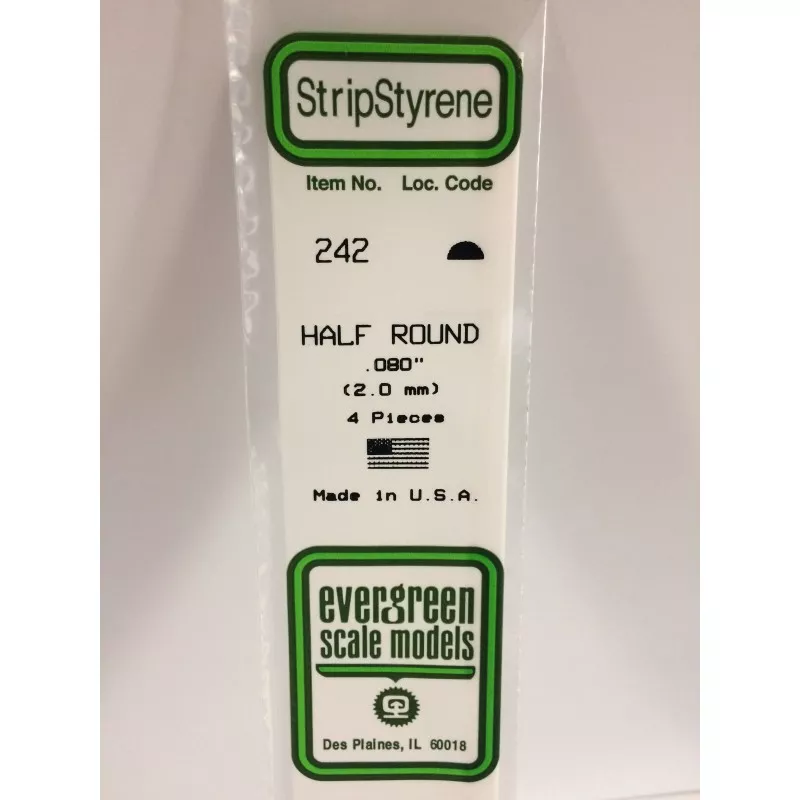 StripStyrene
Item No. Loc. Code
242
HALF ROUND
.080"
(2.0 mm)
4 Pieces
Made in U.S.A.
evergreen
scale models
Des Plaines, IL 60018